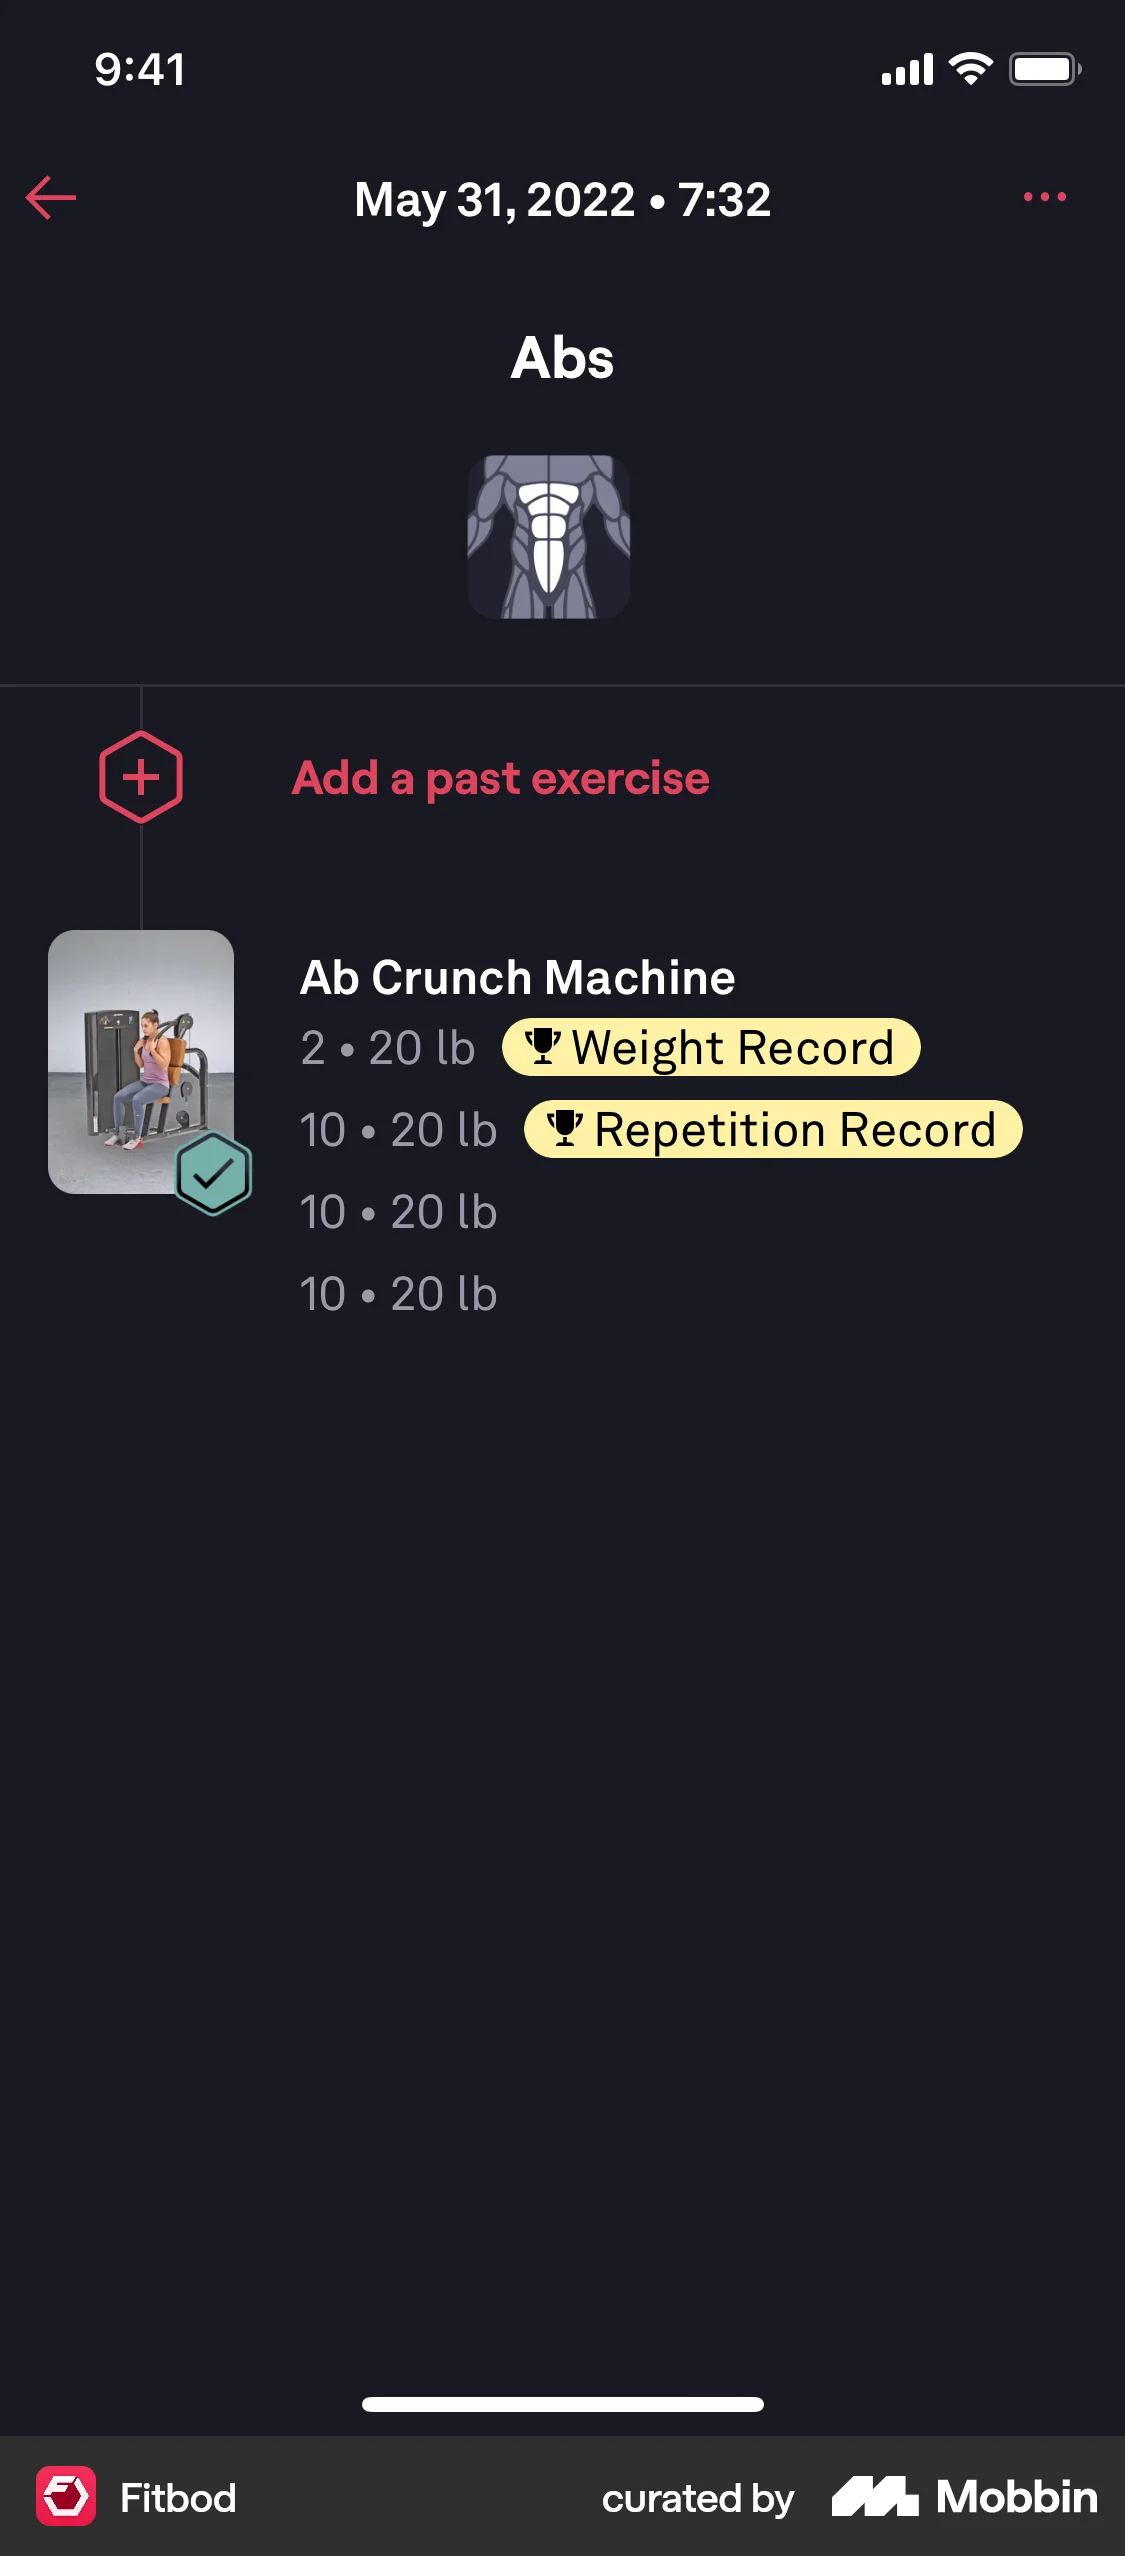 9:41
May 31, 2022 • 7:32
Abs
Add a past exercise
Ab Crunch Machine
2 • 20 lb Weight Record
10 • 20 lb Repetition Record
10 • 20 lb
10 • 20 lb
Fitbod curated by Mobbin